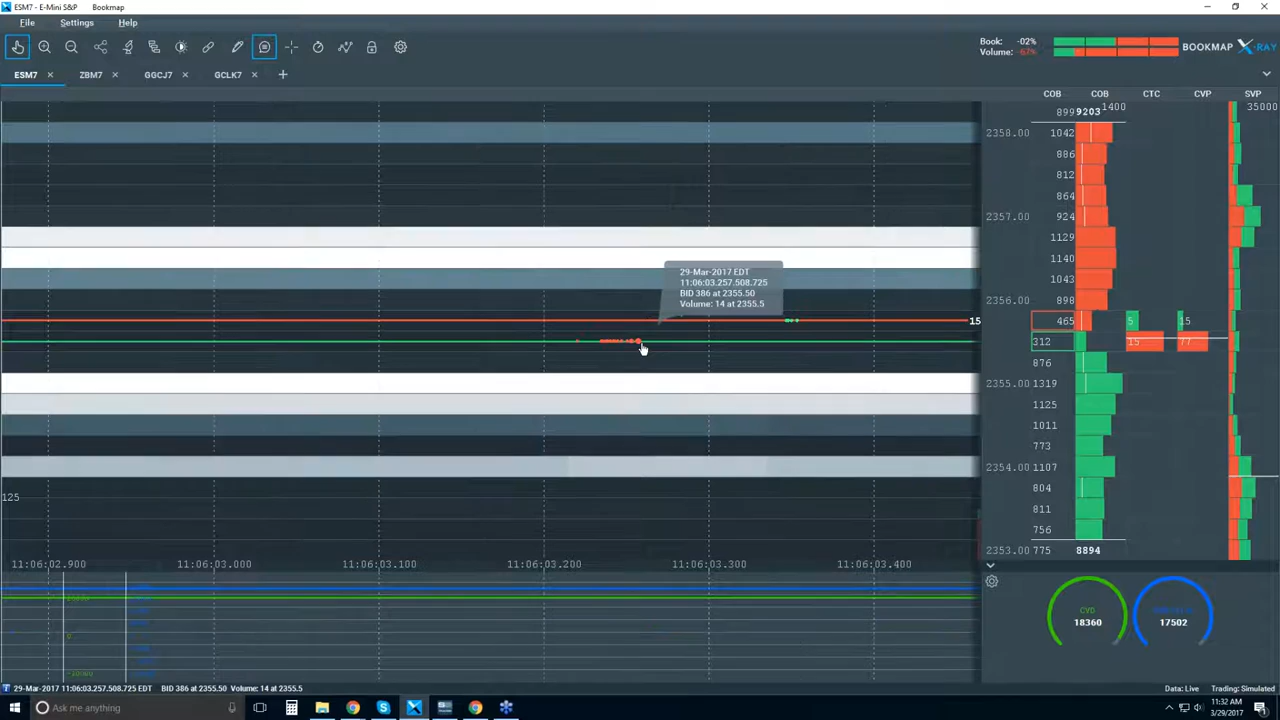 ESM7 - E-Mini S&P Bookmap
File Settings Help
Book: -02%
Volume: -67%
BOOKMAP X-RAY
ESM7 ZBM7 GGCJ7 GCLK7
COB COB CTC CVP SVP
899 9203 1400 35000
2358.00 1042
886
812
864
2357.00 924
1129
1140
1043
2356.00 898
15 465 5 15
312 15 77
876
2355.00 1319
1125
1011
773
2354.00 1107
804
811
756
2353.00 775 8894
29-Mar-2017 EDT
11:06:03.257.508.725
BID 386 at 2355.50
Volume: 14 at 2355.5
125
11:06:02.900 11:06:03.000 11:06:03.100 11:06:03.200 11:06:03.300 11:06:03.400
0
CVD
18360
17502
29-Mar-2017 11:06:03.257.508.725 EDT BID 386 at 2355.50 Volume: 14 at 2355.5
Data: Live Trading: Simulated
Ask me anything
11:32 AM
3/29/2017